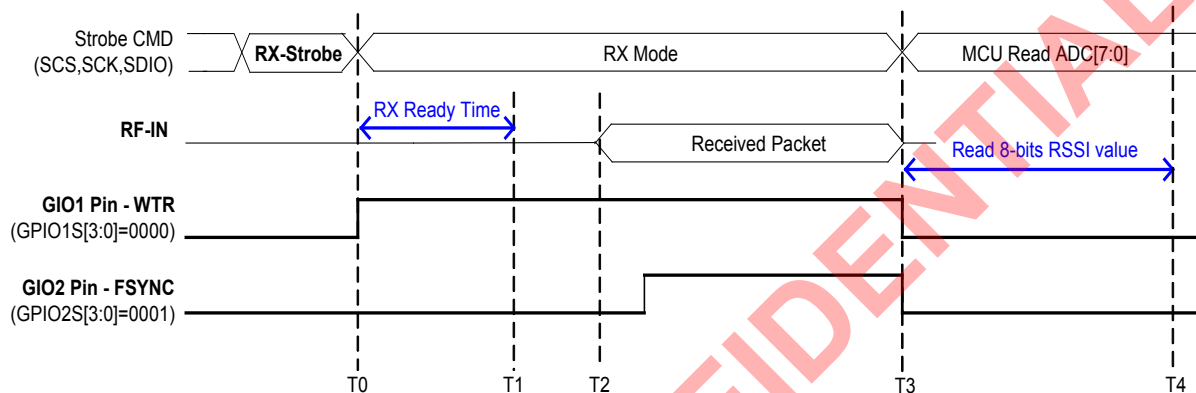 Strobe CMD
(SCS,SCK,SDIO)
RX-Strobe
RX Mode
MCU Read ADC[7:0]
RX Ready Time
RF-IN
Received Packet
Read 8-bits RSSI value
GIO1 Pin - WTR
(GPIO1S[3:0]=0000)
GIO2 Pin - FSYNC
(GPIO2S[3:0]=0001)
T0 T1 T2 T3 T4
FIDENTIAL